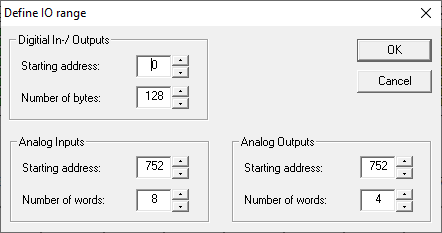 Define IO range
Digitial In-/ Outputs
Starting address: 0
Number of bytes: 128
OK
Cancel
Analog Inputs
Starting address: 752
Number of words: 8
Analog Outputs
Starting address: 752
Number of words: 4